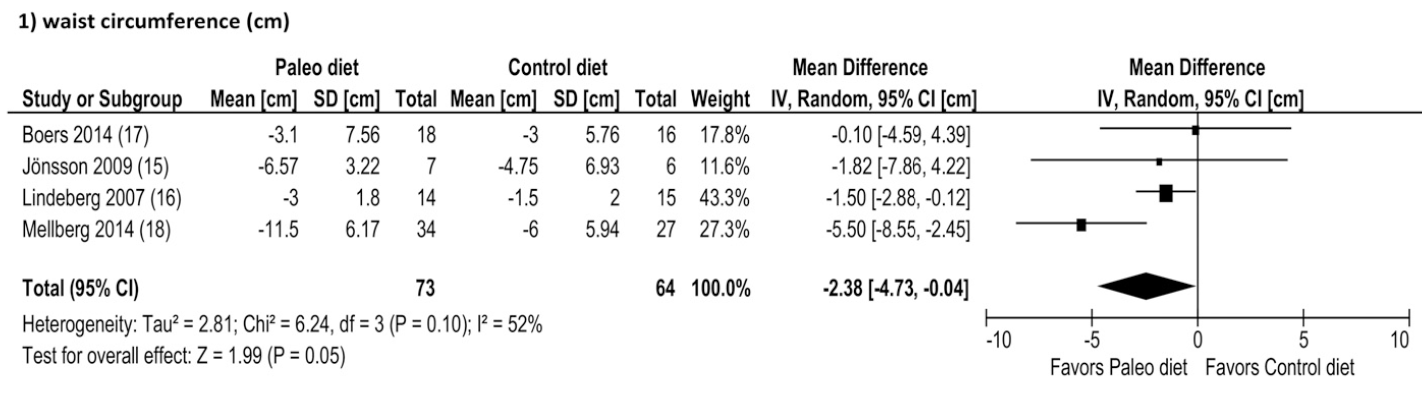 1) waist circumference (cm)
Paleo diet Control diet Mean Difference Mean Difference
Study or Subgroup Mean [cm] SD [cm] Total Mean [cm] SD [cm] Total Weight IV, Random, 95% CI [cm] IV, Random, 95% CI [cm]
Boers 2014 (17) -3.1 7.56 18 -3 5.76 16 17.8% -0.10 [-4.59, 4.39]
Jönsson 2009 (15) -6.57 3.22 7 -4.75 6.93 6 11.6% -1.82 [-7.86, 4.22]
Lindeberg 2007 (16) -3 1.8 14 -1.5 2 15 43.3% -1.50 [-2.88, -0.12]
Mellberg 2014 (18) -11.5 6.17 34 -6 5.94 27 27.3% -5.50 [-8.55, -2.45]
Total (95% CI) 73 64 100.0% -2.38 [-4.73, -0.04]
Heterogeneity: Tau² = 2.81; Chi² = 6.24, df = 3 (P = 0.10); I² = 52%
Test for overall effect: Z = 1.99 (P = 0.05)
-10 -5 0 5 10
Favors Paleo diet Favors Control diet